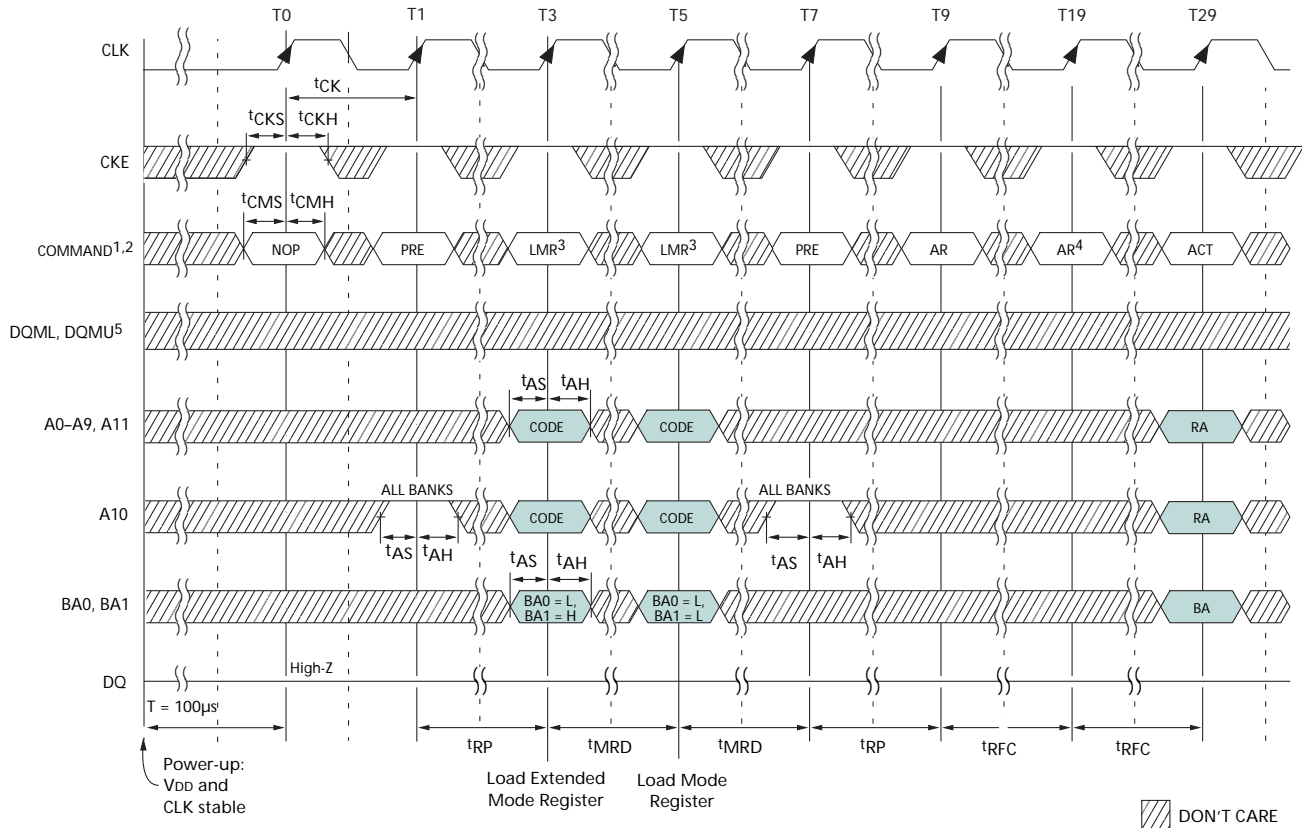 T0 T1 T3 T5 T7 T9 T19 T29
CLK
tCK
tCKS tCKH
CKE
tCMS tCMH
COMMAND1,2 NOP PRE LMR3 LMR3 PRE AR AR4 ACT
DQML, DQMU5
tAS tAH
A0–A9, A11 CODE CODE RA
ALL BANKS ALL BANKS
A10 CODE CODE RA
tAS tAH tAS tAH tAS tAH
BA0, BA1 BA0 = L, BA1 = H BA0 = L, BA1 = L BA
High-Z
DQ
T = 100µs
tRP tMRD tMRD tRP tRFC tRFC
Power-up:
VDD and
CLK stable
Load Extended
Mode Register
Load Mode
Register
DON'T CARE